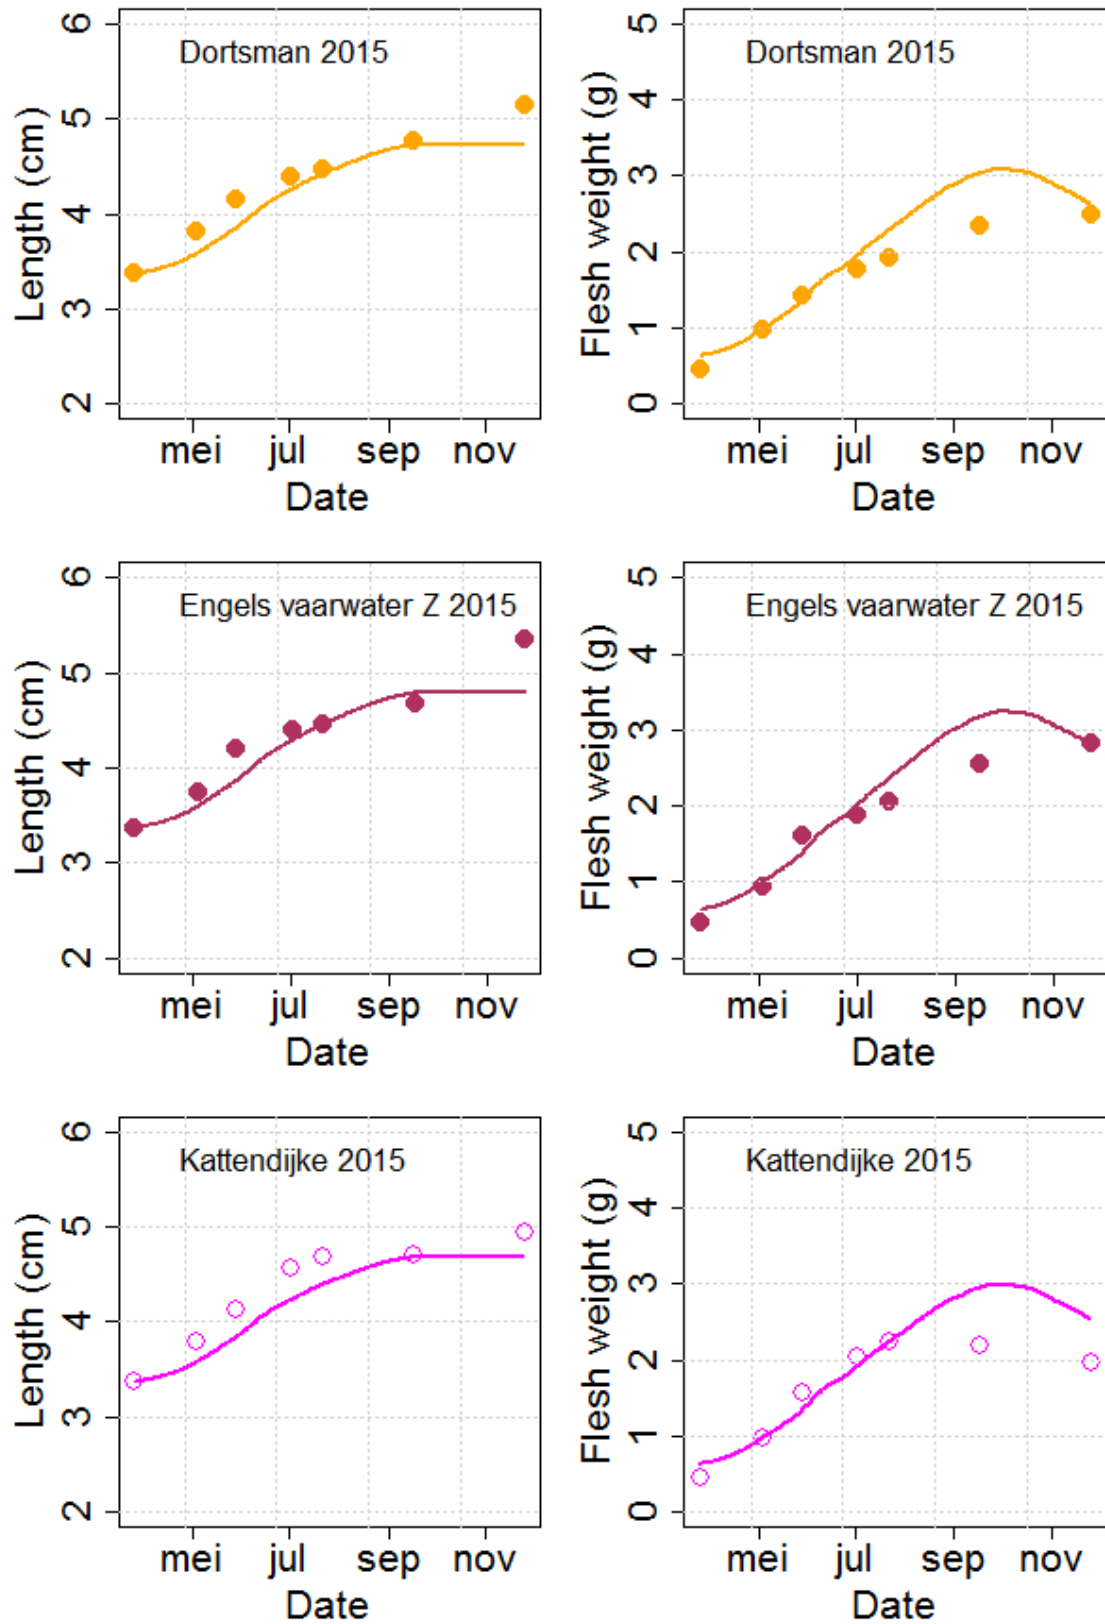 Dortsman 2015
Length (cm)
6
5
4
3
2
mei jul sep nov
Date
Dortsman 2015
Flesh weight (g)
5
4
3
2
1
0
mei jul sep nov
Date
Engels vaarwater Z 2015
Length (cm)
6
5
4
3
2
mei jul sep nov
Date
Engels vaarwater Z 2015
Flesh weight (g)
5
4
3
2
1
0
mei jul sep nov
Date
Kattendijke 2015
Length (cm)
6
5
4
3
2
mei jul sep nov
Date
Kattendijke 2015
Flesh weight (g)
5
4
3
2
1
0
mei jul sep nov
Date